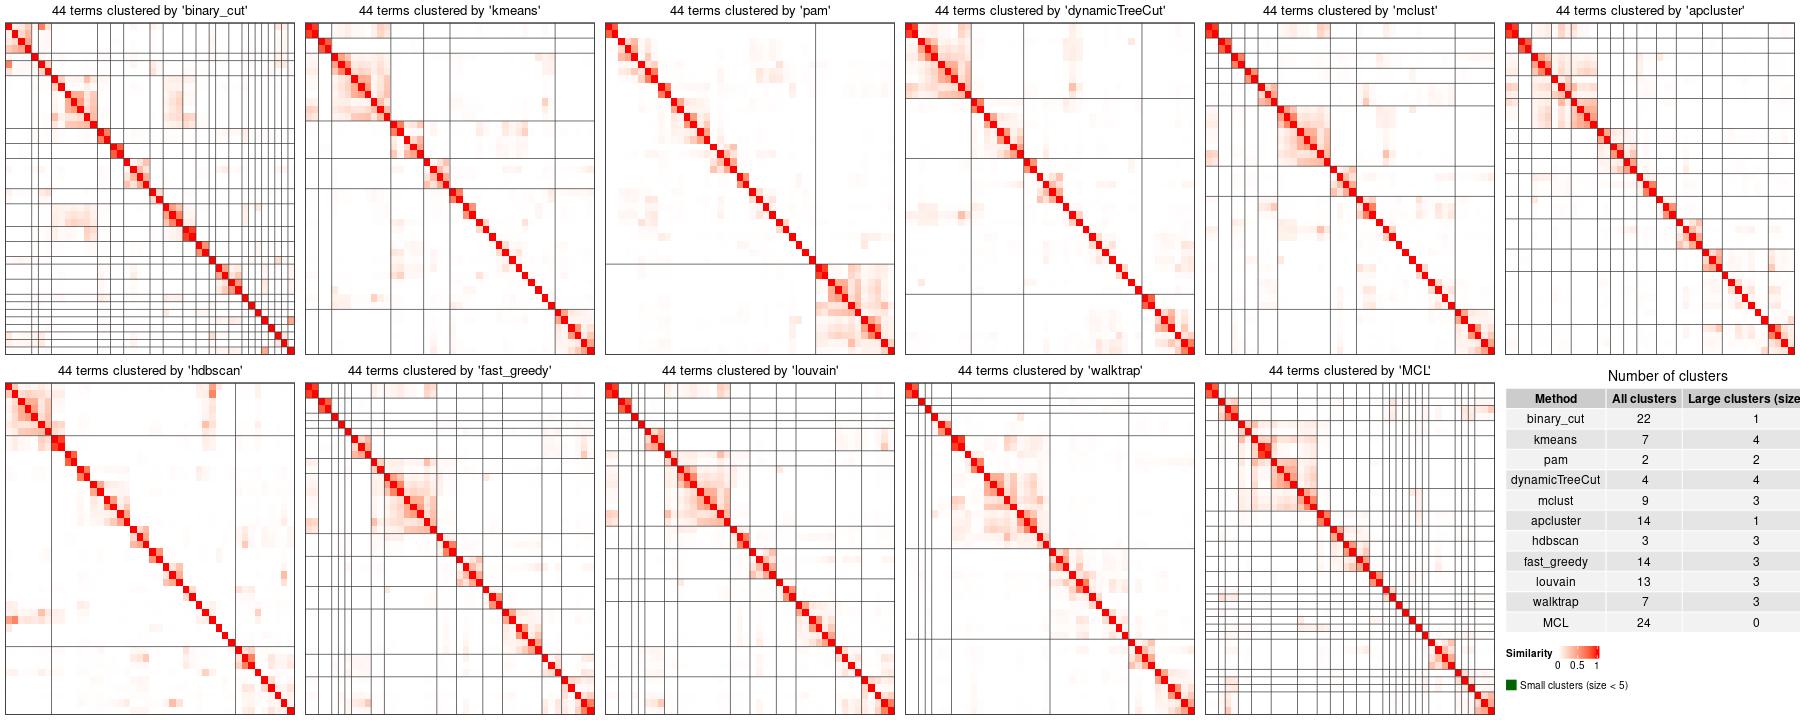 44 terms clustered by 'binary_cut'
44 terms clustered by 'kmeans'
44 terms clustered by 'pam'
44 terms clustered by 'dynamicTreeCut'
44 terms clustered by 'mclust'
44 terms clustered by 'apcluster'
44 terms clustered by 'hdbscan'
44 terms clustered by 'fast_greedy'
44 terms clustered by 'louvain'
44 terms clustered by 'walktrap'
44 terms clustered by 'MCL'
Number of clusters
Method All clusters Large clusters (size
binary_cut 22 1
kmeans 7 4
pam 2 2
dynamicTreeCut 4 4
mclust 9 3
apcluster 14 1
hdbscan 3 3
fast_greedy 14 3
louvain 13 3
walktrap 7 3
MCL 24 0
Similarity
0 0.5 1
Small clusters (size < 5)